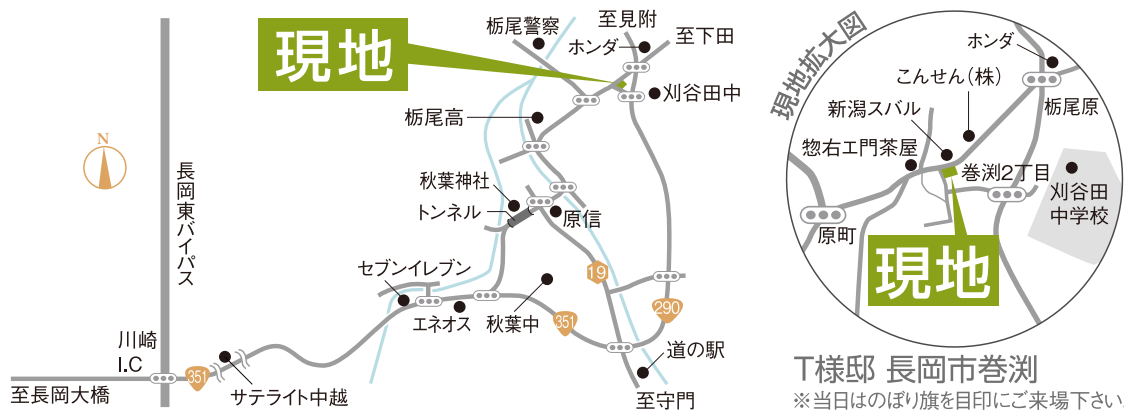 N
長岡東バイパス
川崎
I.C
至長岡大橋
351
サテライト中越
現地
栃尾警察
至見附
ホンダ
至下田
刈谷田中
栃尾高
秋葉神社
トンネル
原信
セブンイレブン
エネオス
秋葉中
19
351
290
道の駅
至守門
現地拡大図
ホンダ
こんせん(株)
新潟スバル
栃尾原
惣右エ門茶屋
巻渕2丁目
刈谷田
中学校
原町
現地
T様邸 長岡市巻渕
※当日はのぼり旗を目印にご来場下さい。